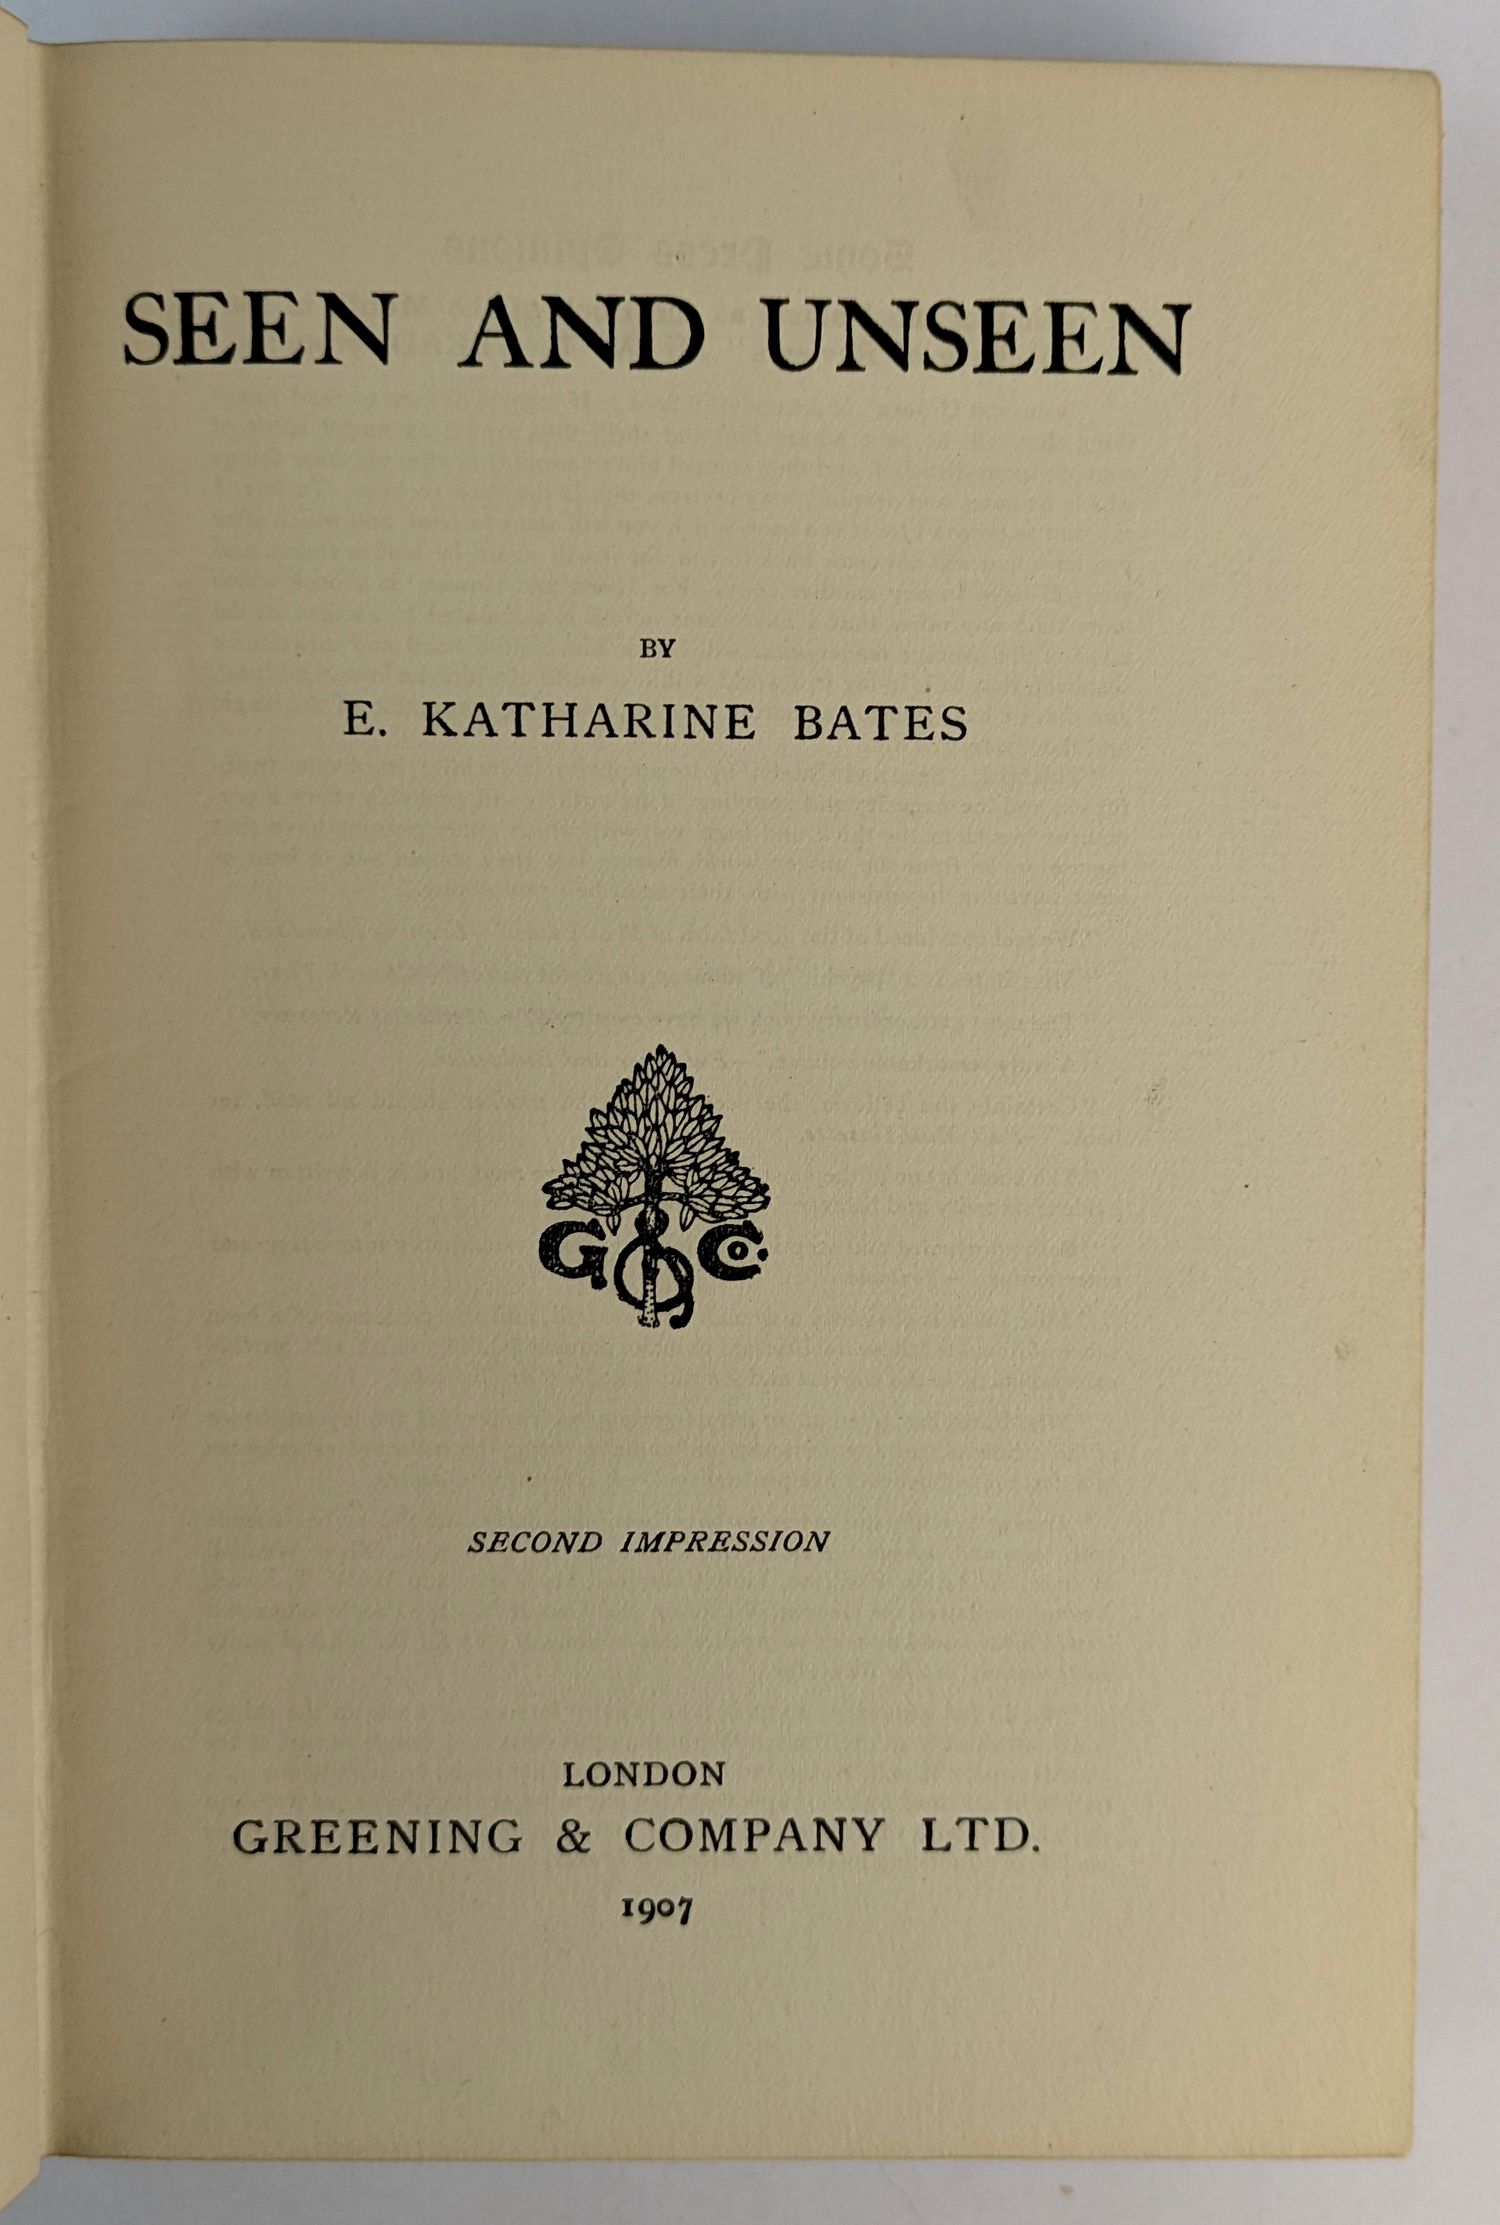 SEEN AND UNSEEN
BY
E. KATHARINE BATES
G & Co.
SECOND IMPRESSION
LONDON
GREENING & COMPANY LTD.
1907